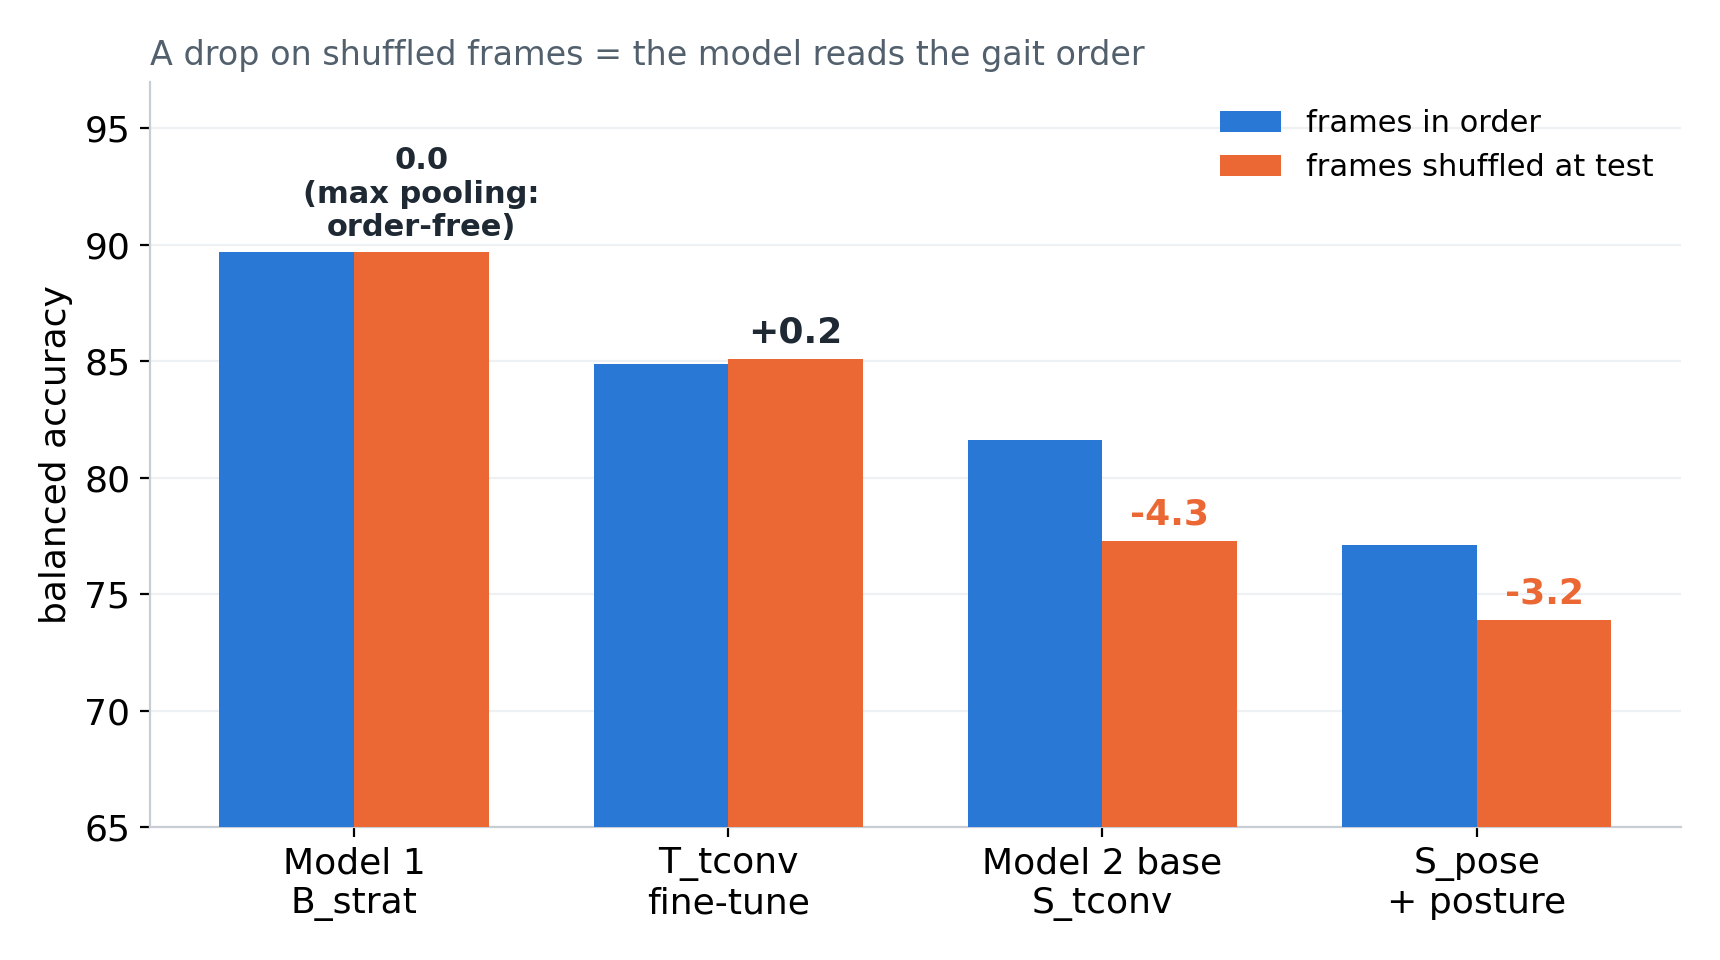 A drop on shuffled frames = the model reads the gait order
frames in order
frames shuffled at test
balanced accuracy
95
90
85
80
75
70
65
0.0
(max pooling:
order-free)
+0.2
-4.3
-3.2
Model 1
B_strat
T_tconv
fine-tune
Model 2 base
S_tconv
S_pose
+ posture